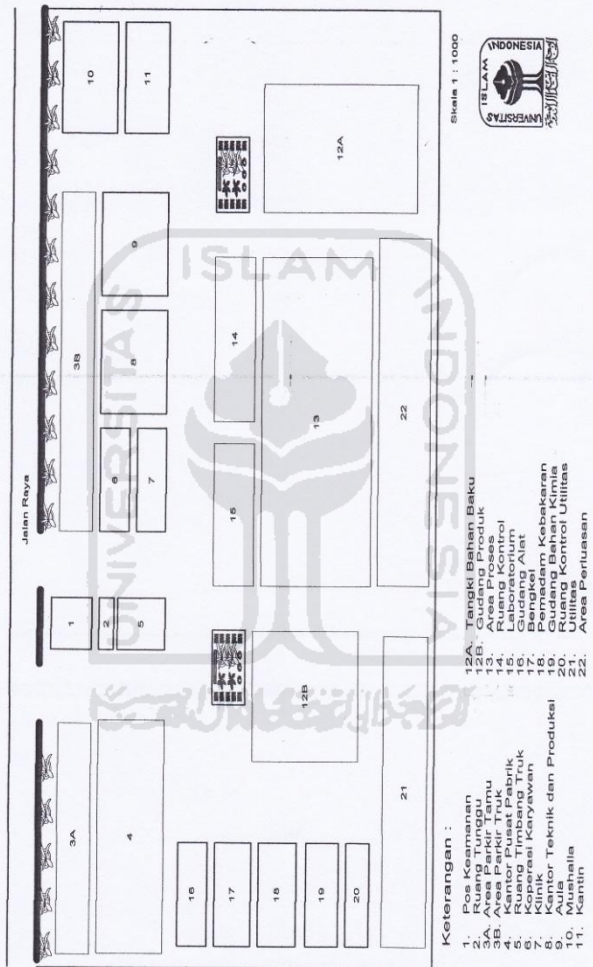 Jalan Raya
3A
1
3B
10
4
2
5
6
7
8
9
11
16
17
18
19
20
12B
15
14
13
12A
21
22
Keterangan :
1. Pos Keamanan
2. Ruang Tunggu
3A. Area Parkir Tamu
3B. Area Parkir Truk
4. Kantor Pusat Pabrik
5. Ruang Timbang Truk
6. Koperasi Karyawan
7. Klinik
8. Kantor Teknik dan Produksi
9. Aula
10. Mushalla
11. Kantin
12A. Tangki Bahan Baku
12B. Gudang Produk
13. Area Proses
14. Ruang Kontrol
15. Laboratorium
16. Gudang Alat
17. Bengkel
18. Pemadam Kebakaran
19. Gudang Bahan Kimia
20. Ruang Kontrol Utilitas
21. Utilitas
22. Area Perluasan
Skala 1 : 1000
UNIVERSITAS ISLAM INDONESIA
UNIVERSITAS ISLAM INDONESIA